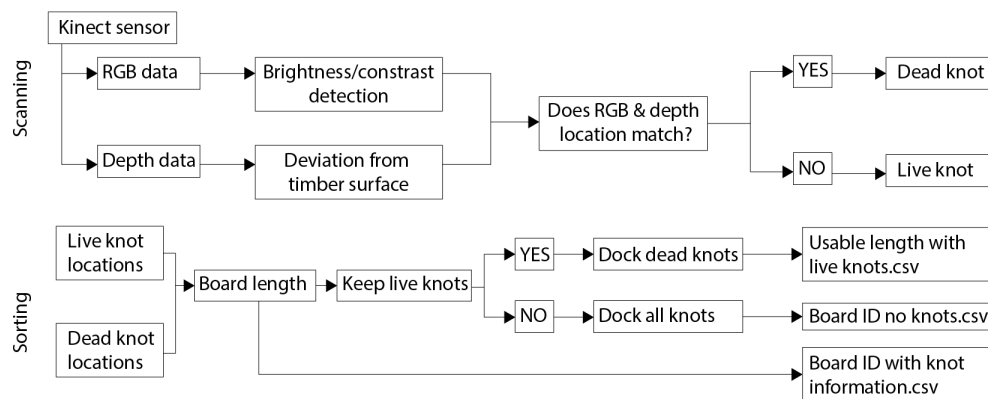 Kinect sensor
Scanning
RGB data
Brightness/constrast
detection
Depth data
Deviation from
timber surface
Does RGB & depth
location match?
YES
Dead knot
NO
Live knot
Sorting
Live knot
locations
Dead knot
locations
Board length
Keep live knots
YES
Dock dead knots
Usable length with
live knots.csv
NO
Dock all knots
Board ID no knots.csv
Board ID with knot
information.csv